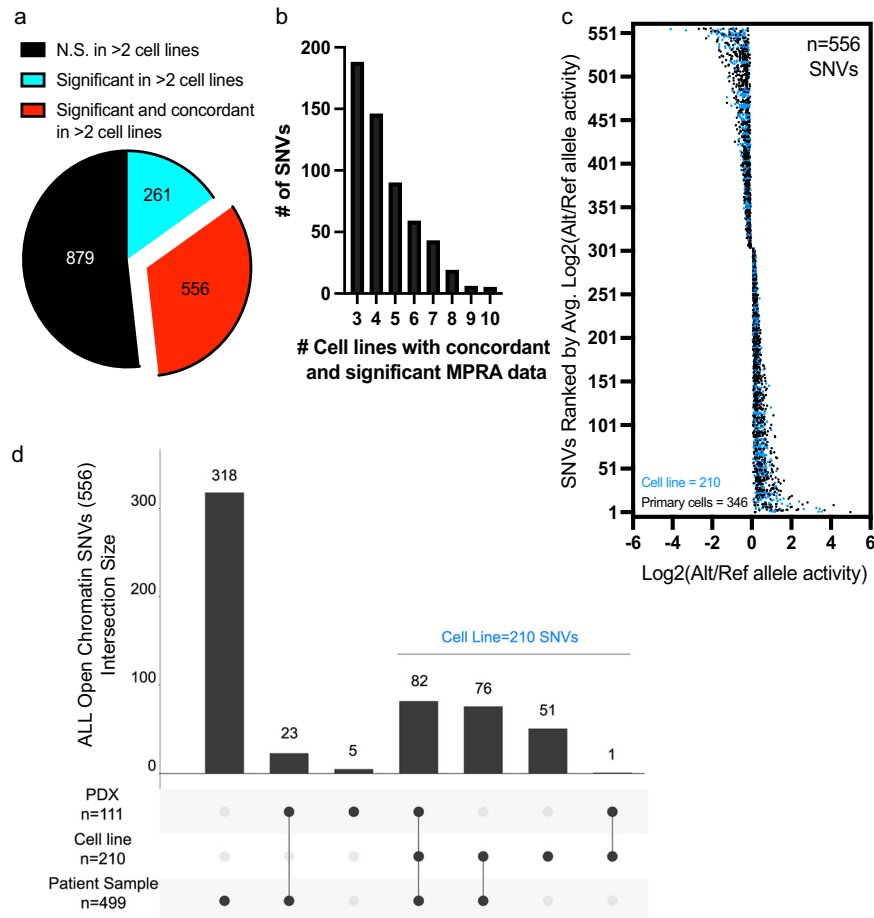 a
N.S. in >2 cell lines
Significant in >2 cell lines
Significant and concordant
in >2 cell lines
261
879
556
b
# of SNVs
200
150
100
50
0
3 4 5 6 7 8 9 10
# Cell lines with concordant
and significant MPRA data
c
SNVs Ranked by Avg. Log2(Alt/Ref allele activity)
551
501
451
401
351
301
251
201
151
101
51
1
n=556
SNVs
Cell line = 210
Primary cells = 346
-6 -4 -2 0 2 4 6
Log2(Alt/Ref allele activity)
d
ALL Open Chromatin SNVs (556)
Intersection Size
300
200
100
0
318
23
5
Cell Line=210 SNVs
82
76
51
1
PDX
n=111
Cell line
n=210
Patient Sample
n=499